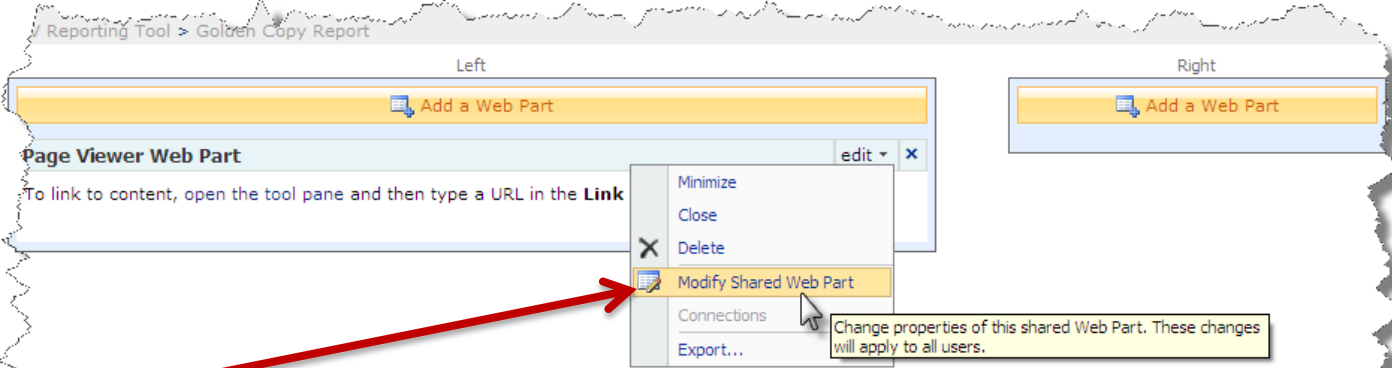 Reporting Tool > Golden Copy Report
Left
Right
Add a Web Part
Add a Web Part
Page Viewer Web Part
edit
To link to content, open the tool pane and then type a URL in the Link
Minimize
Close
Delete
Modify Shared Web Part
Connections
Change properties of this shared Web Part. These changes
will apply to all users.
Export...